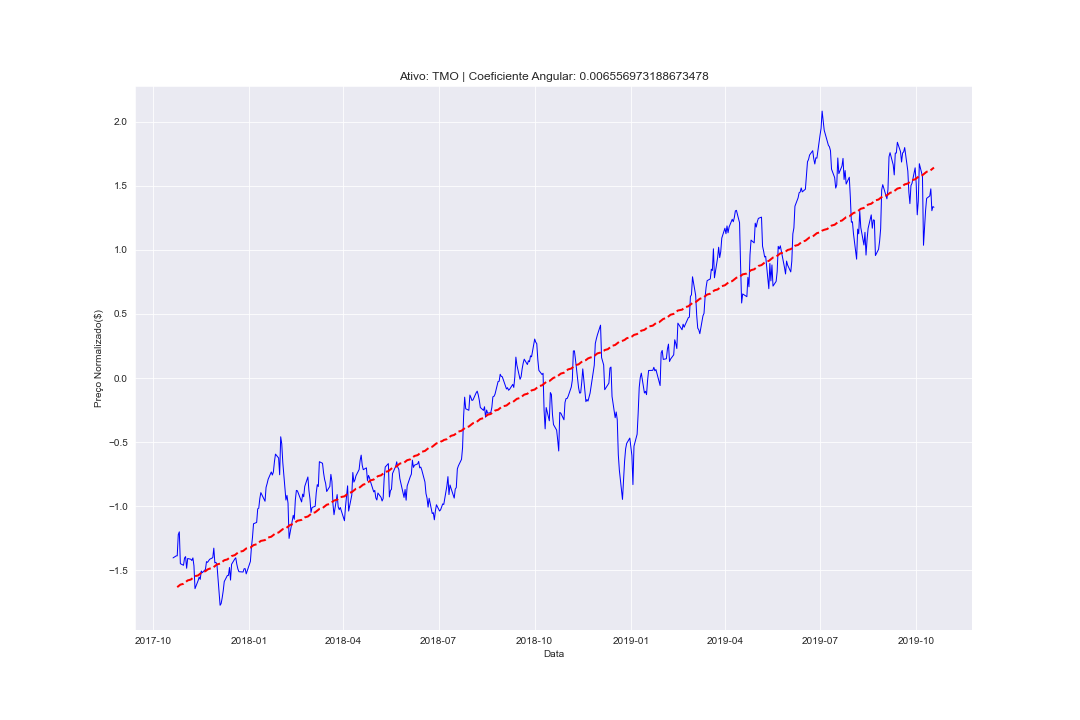 Ativo: TMO | Coeficiente Angular: 0.006556973188673478
Preço Normalizado($)
2.0
1.5
1.0
0.5
0.0
−0.5
−1.0
−1.5
2017-10 2018-01 2018-04 2018-07 2018-10 2019-01 2019-04 2019-07 2019-10
Data